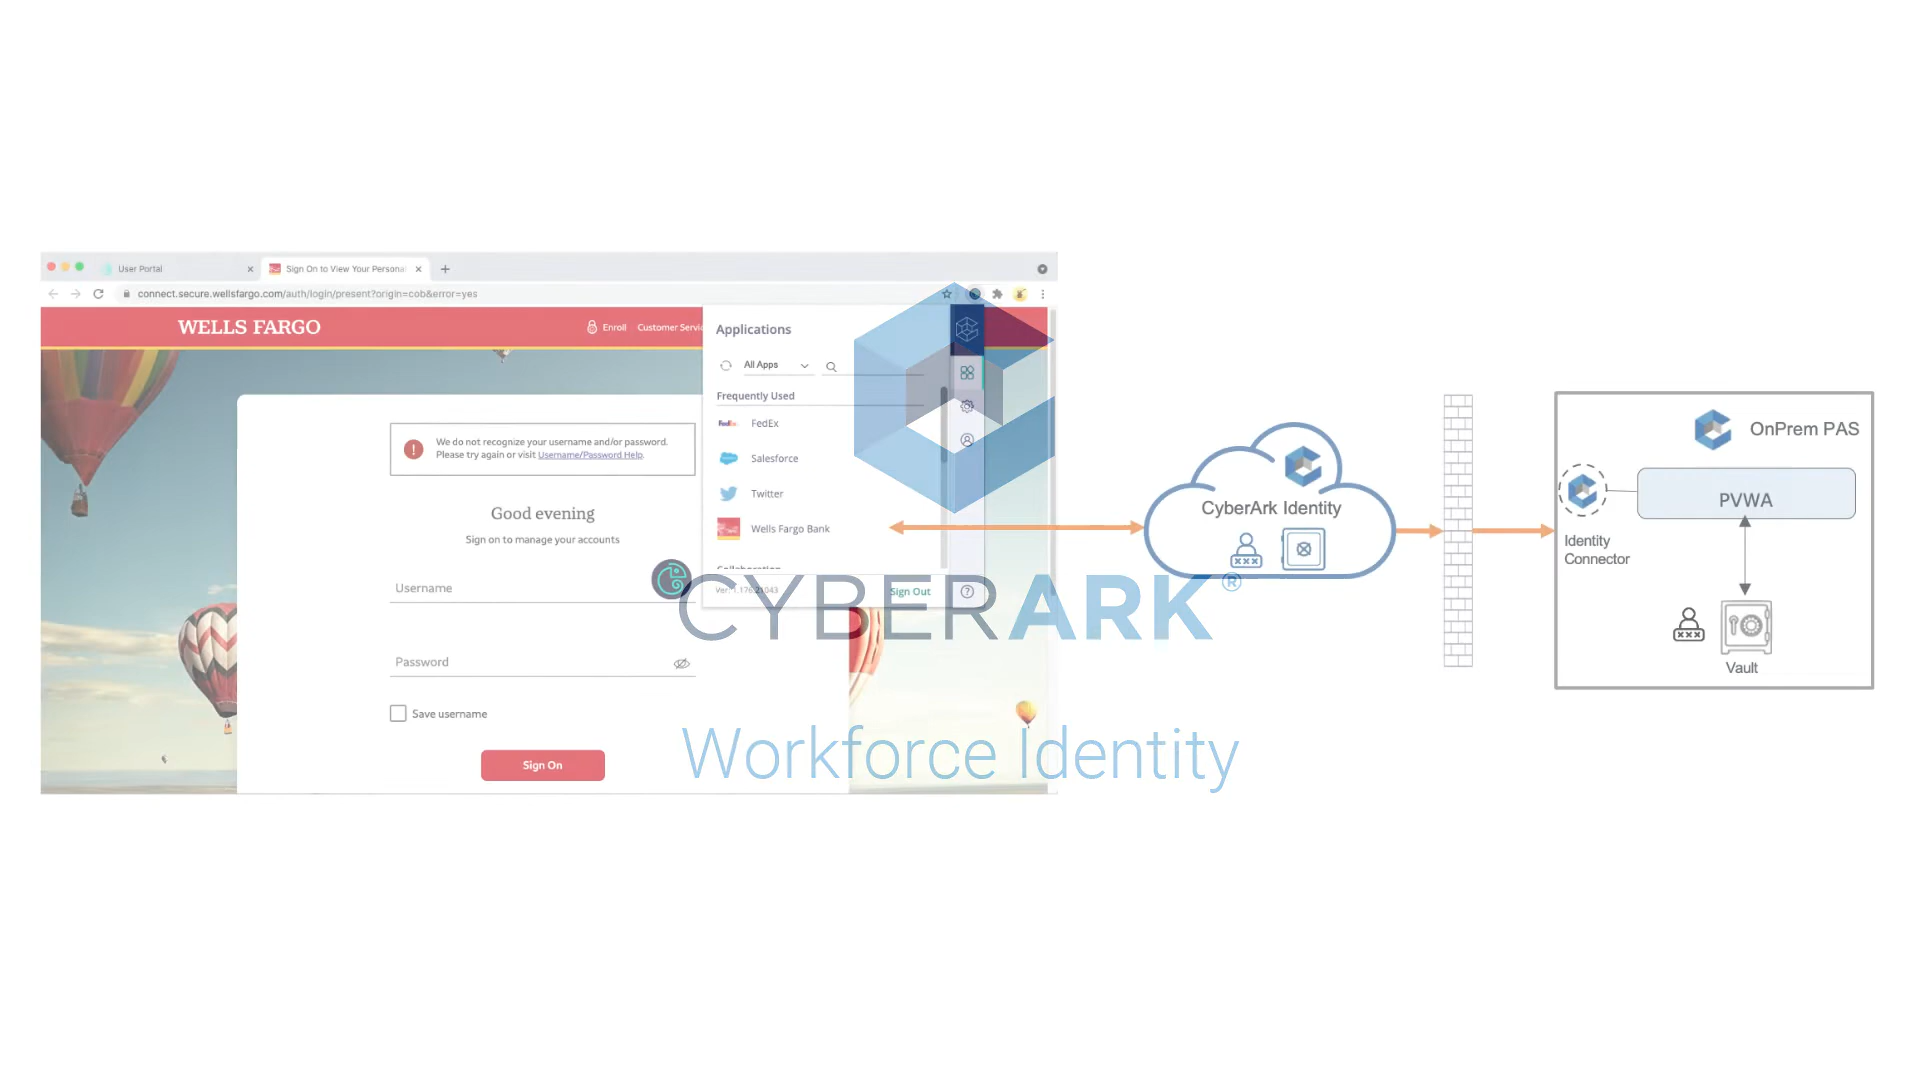 User Portal
Sign On to View Your Persona
connect.secure.wellsfargo.com/auth/login/present?origin=cob&error=yes
WELLS FARGO
Enroll
Customer Servi
Applications
All Apps
Frequently Used
FedEx
FedEx
Salesforce
Twitter
Wells Fargo Bank
Sign Out
We do not recognize your username and/or password.
Please try again or visit Username/Password Help.
Good evening
Sign on to manage your accounts
Username
Password
Save username
Sign On
CYBERARK®
Workforce Identity
CyberArk Identity
OnPrem PAS
PVWA
Identity
Connector
Vault